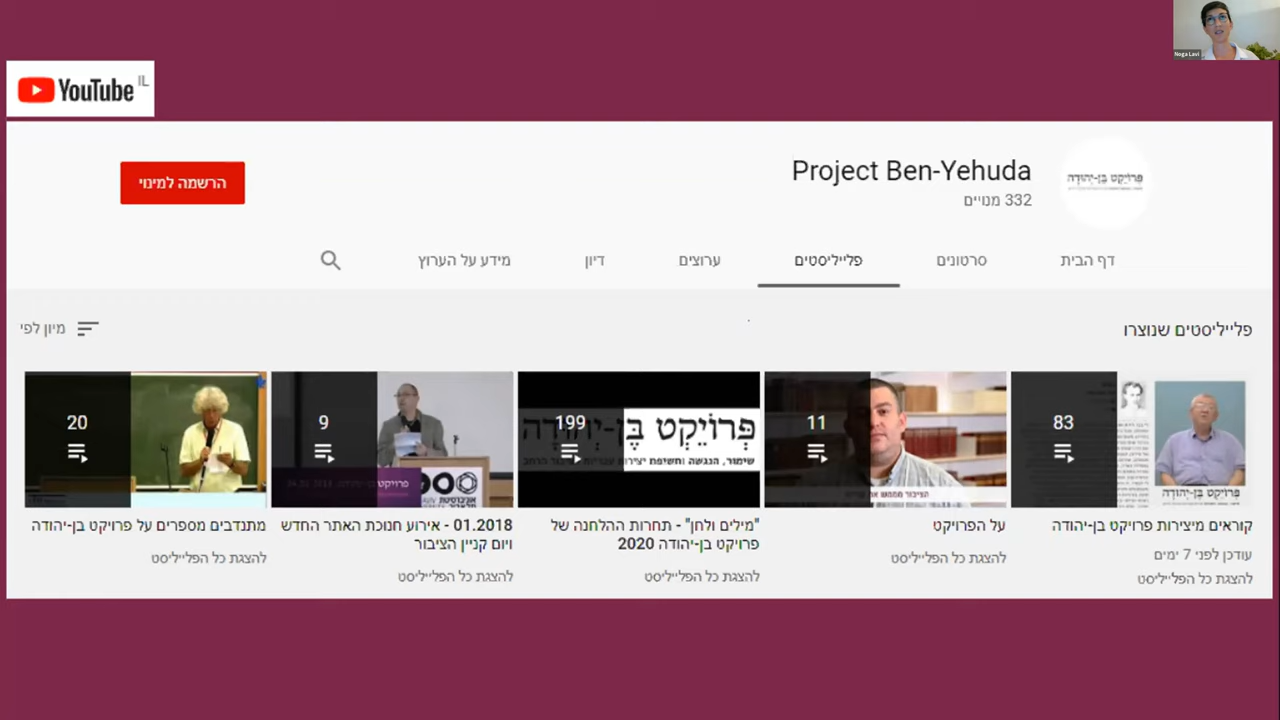 Noga Lavi
YouTube IL
Project Ben-Yehuda
332 מנויים
פרוֹיֶקט בֶּן־יְהוּדָה
הרשמה למינוי
דף הבית
סרטונים
פלייליסטים
ערוצים
דיון
מידע על הערוץ
פלייליסטים שנוצרו
מיון לפי
83
קוראים מיצירות פרויקט בן-יהודה
עודכן לפני 7 ימים
להצגת כל הפלייליסט
11
על הפרויקט
להצגת כל הפלייליסט
199
פְּרוֹיֵקְט בֶּן־יְהוּדָה
"מילים ולחן" - תחרות ההלחנה של
פרויקט בן-יהודה 2020
להצגת כל הפלייליסט
9
01.2018 - אירוע חנוכת האתר החדש
ויום קניין הציבור
להצגת כל הפלייליסט
20
מתנדבים מספרים על פרויקט בן-יהודה
להצגת כל הפלייליסט